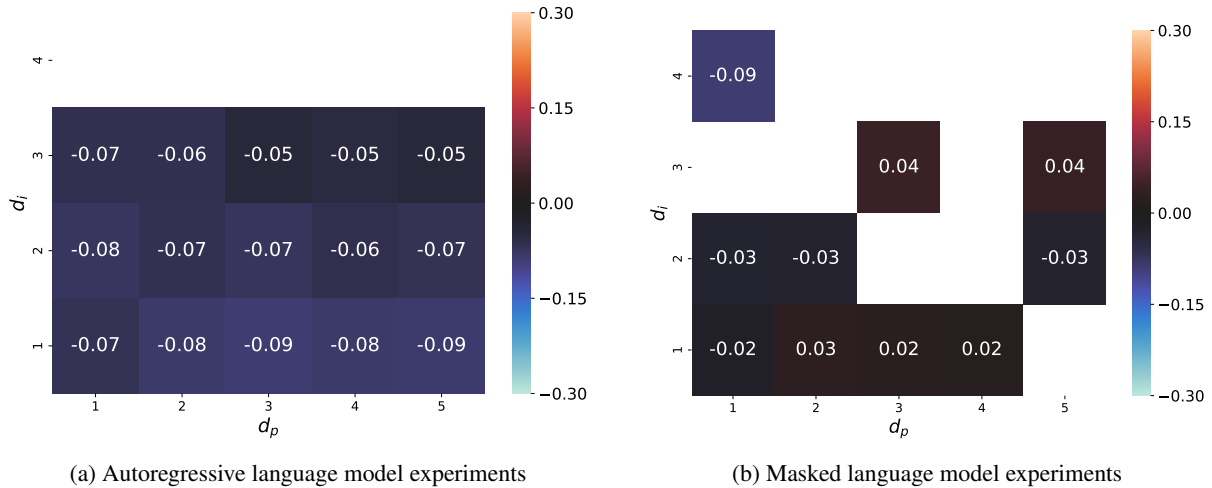 0.30
4
0.15
-0.07 -0.06 -0.05 -0.05 -0.05
3
d_i
0.00
-0.08 -0.07 -0.07 -0.06 -0.07
2
−0.15
-0.07 -0.08 -0.09 -0.08 -0.09
1
−0.30
1 2 3 4 5
d_p
(a) Autoregressive language model experiments
0.30
-0.09
4
0.15
0.04 0.04
3
d_i
0.00
-0.03 -0.03 -0.03
2
−0.15
-0.02 0.03 0.02 0.02
1
−0.30
1 2 3 4 5
d_p
(b) Masked language model experiments